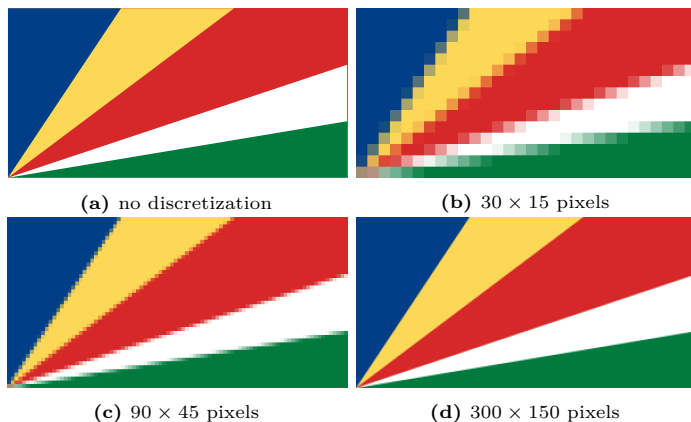 (a) no discretization
(b) 30 × 15 pixels
(c) 90 × 45 pixels
(d) 300 × 150 pixels